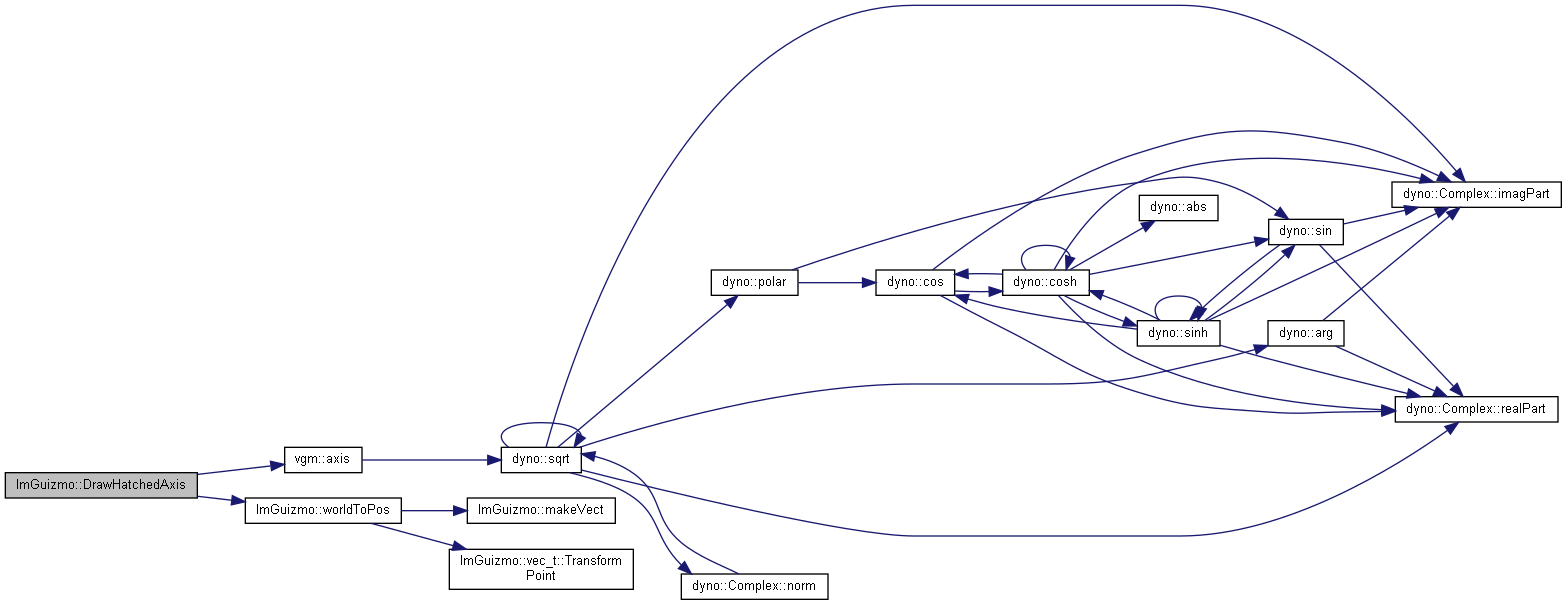 ImGuizmo::DrawHatchedAxis
vgm::axis
dyno::sqrt
dyno::polar
dyno::cos
dyno::cosh
dyno::abs
dyno::sinh
dyno::sin
dyno::arg
dyno::Complex::imagPart
dyno::Complex::realPart
dyno::Complex::norm
ImGuizmo::worldToPos
ImGuizmo::makeVect
ImGuizmo::vec_t::Transform
Point